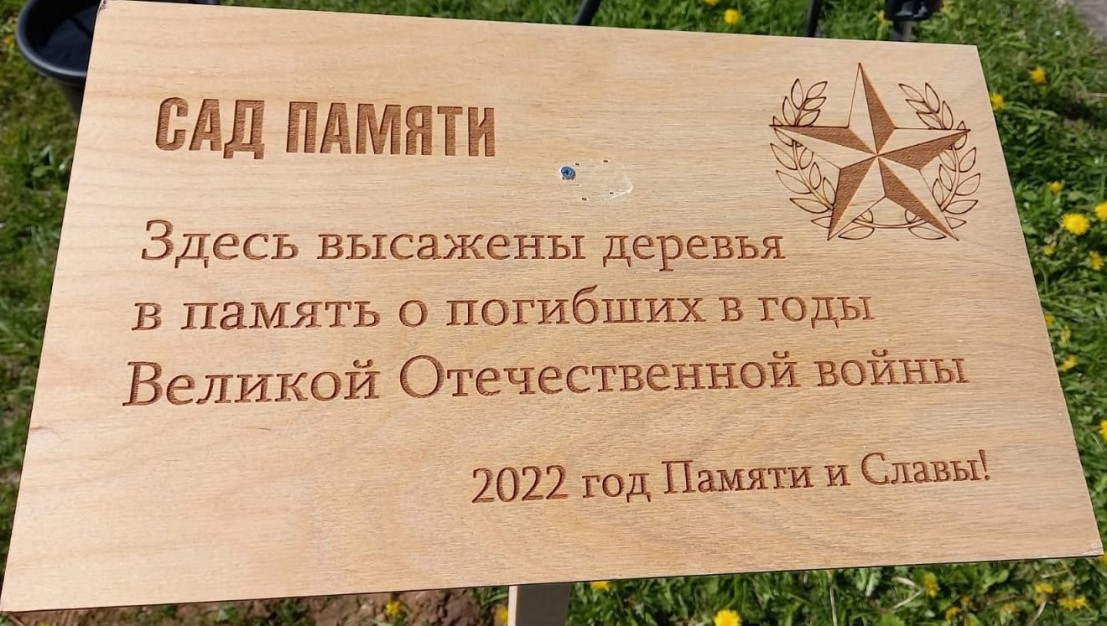 САД ПАМЯТИ
Здесь высажены деревья
в память о погибших в годы
Великой Отечественной войны
2022 год Памяти и Славы!